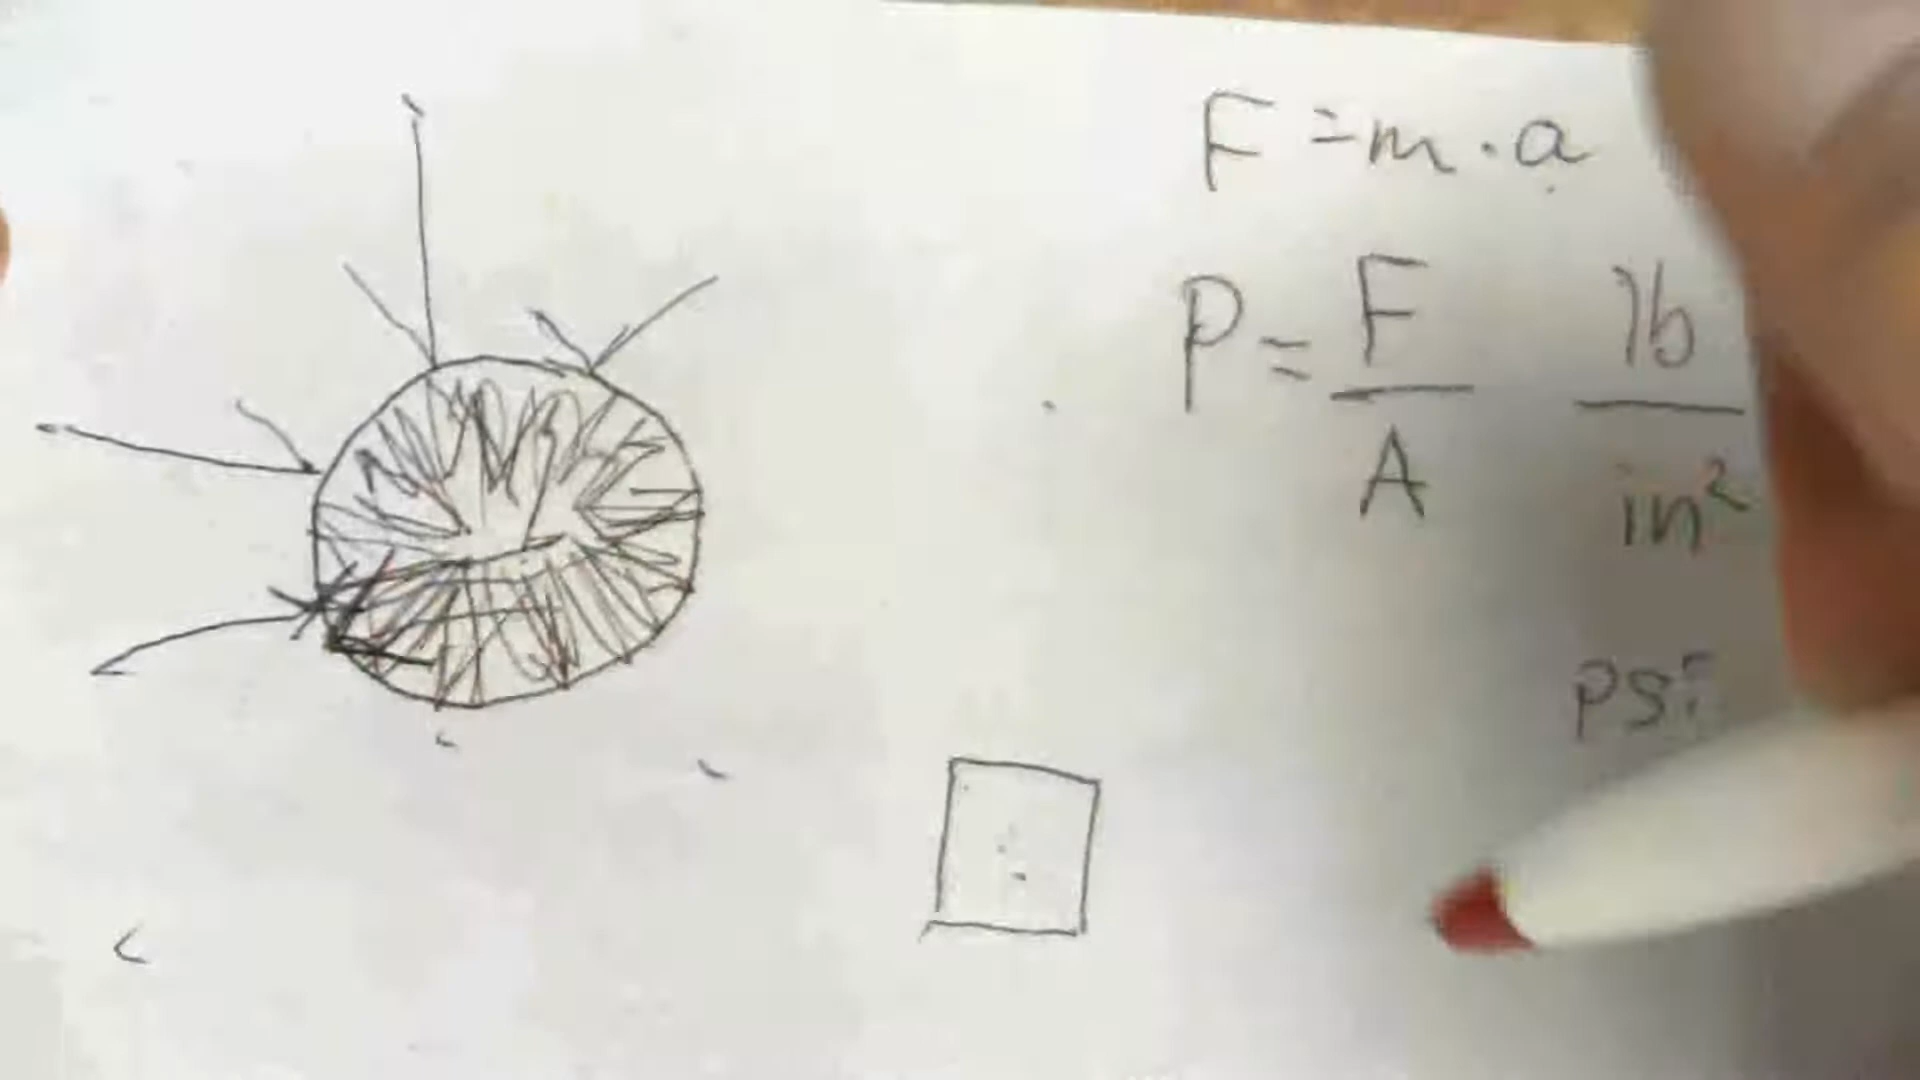 F = m . a
P = F/A lb/in²
psi